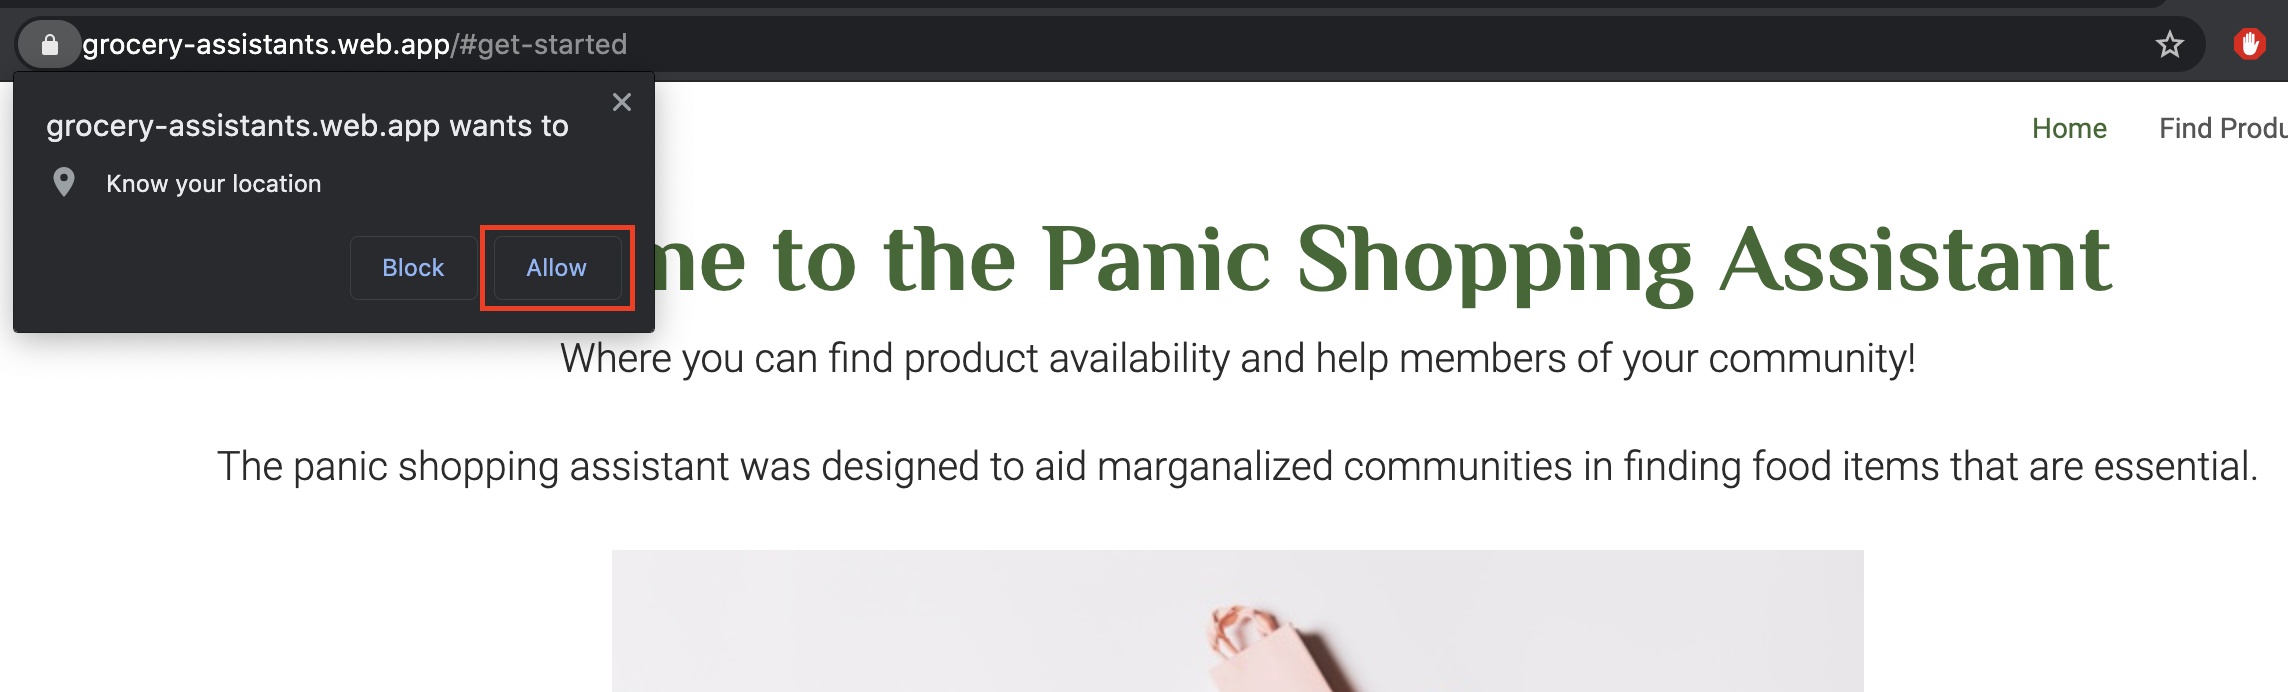 grocery-assistants.web.app/#get-started
grocery-assistants.web.app wants to
Know your location
Block Allow
Home Find Produ
me to the Panic Shopping Assistant
Where you can find product availability and help members of your community!
The panic shopping assistant was designed to aid marganalized communities in finding food items that are essential.